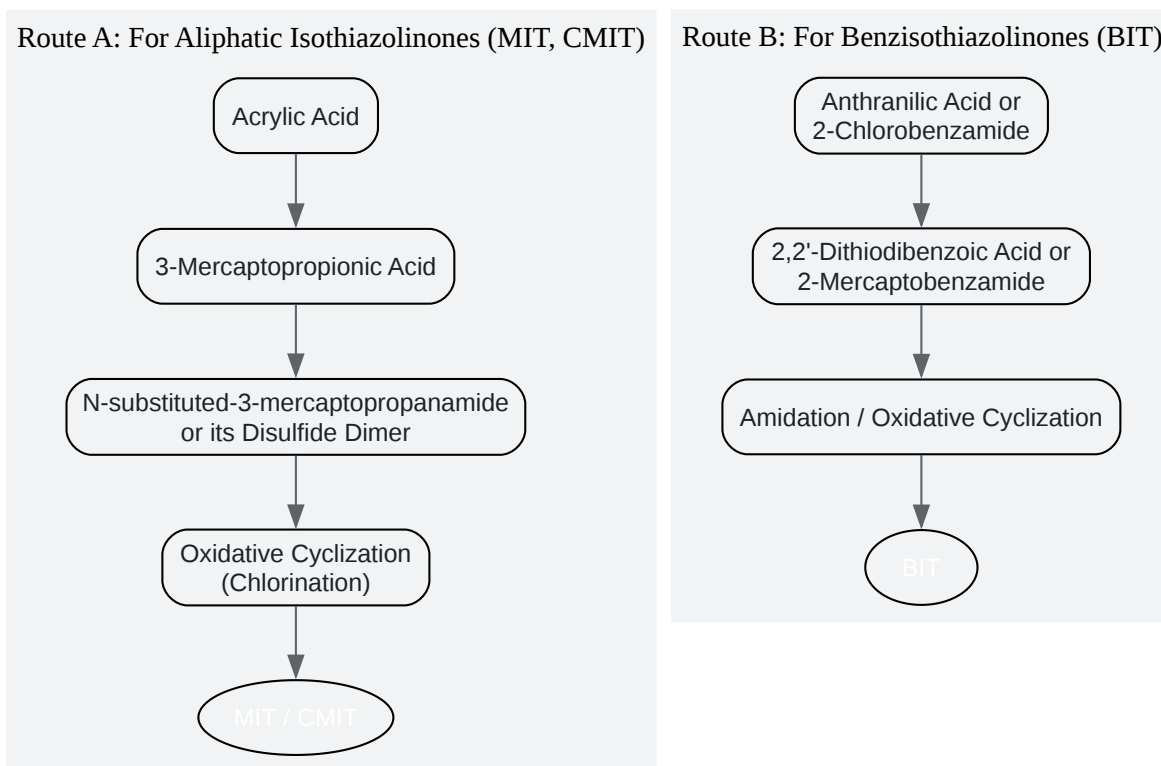 Route A: For Aliphatic Isothiazolinones (MIT, CMIT)
Acrylic Acid
3-Mercaptopropionic Acid
N-substituted-3-mercaptopropanamide
or its Disulfide Dimer
Oxidative Cyclization
(Chlorination)
MIT / CMIT
Route B: For Benzisothiazolinones (BIT)
Anthranilic Acid or
2-Chlorobenzamide
2,2'-Dithiodibenzoic Acid or
2-Mercaptobenzamide
Amidation / Oxidative Cyclization
BIT